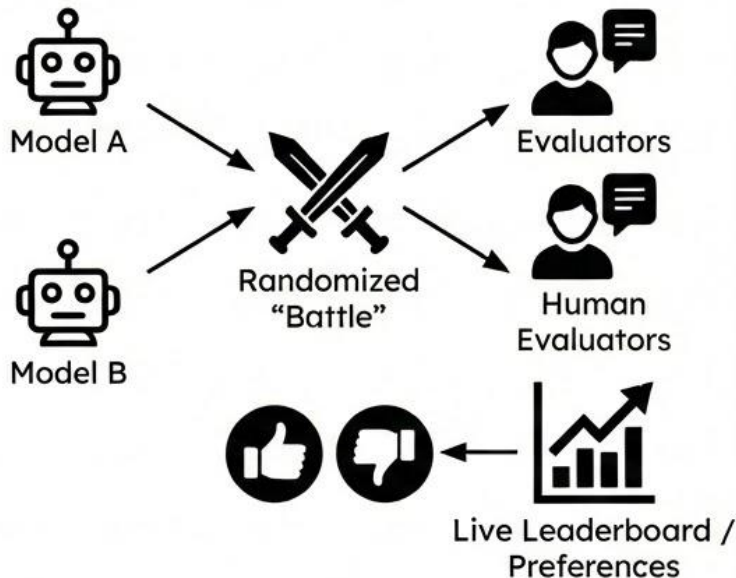 Model A
Evaluators
Randomized
“Battle”
Human
Evaluators
Model B
Live Leaderboard /
Preferences